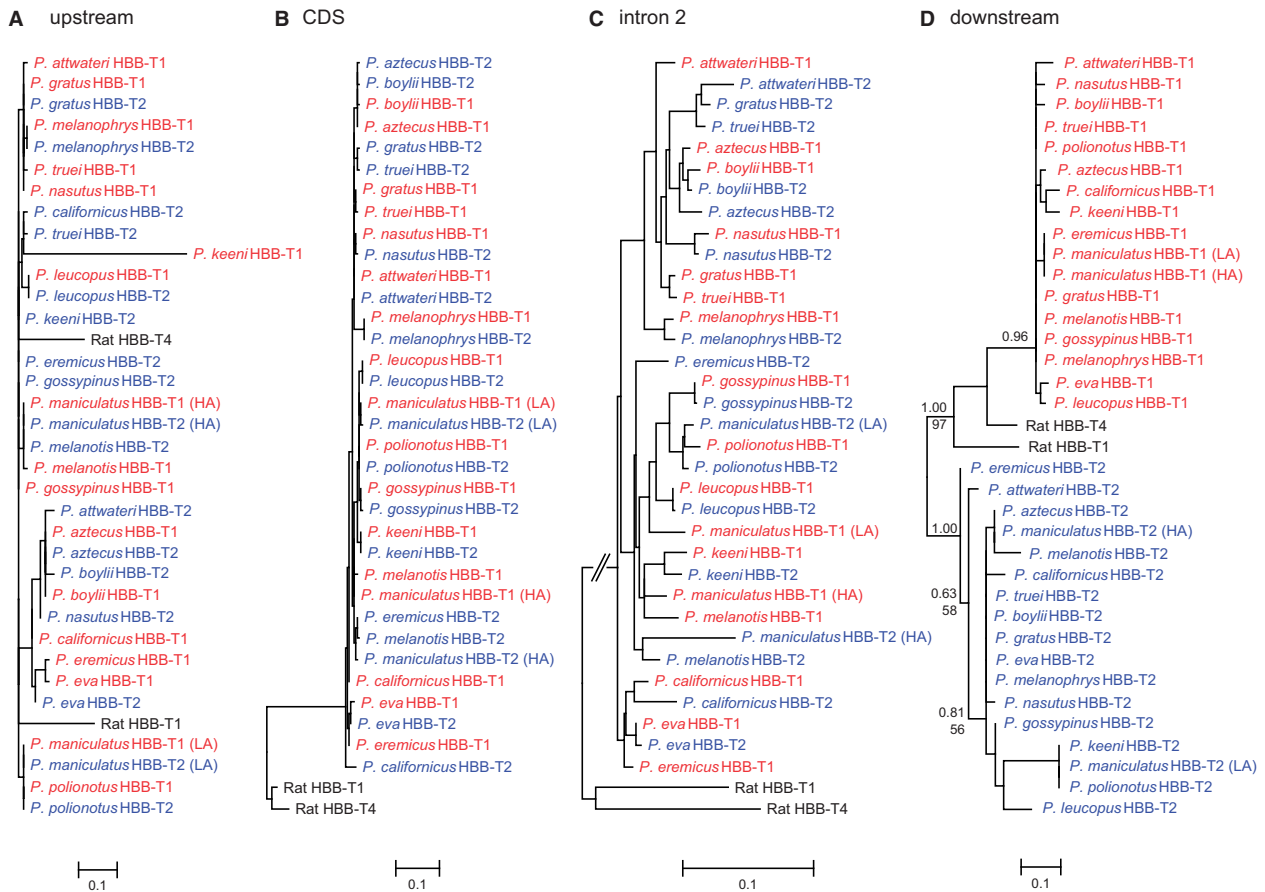 A upstream
P. attwateri HBB-T1
P. gratus HBB-T1
P. gratus HBB-T2
P. melanophrys HBB-T1
P. melanophrys HBB-T2
P. truei HBB-T1
P. nasutus HBB-T1
P. californicus HBB-T2
P. truei HBB-T2
P. keeni HBB-T1
P. leucopus HBB-T1
P. leucopus HBB-T2
P. keeni HBB-T2
Rat HBB-T4
P. eremicus HBB-T2
P. gossypinus HBB-T2
P. maniculatus HBB-T1 (HA)
P. maniculatus HBB-T2 (HA)
P. melanotis HBB-T2
P. melanotis HBB-T1
P. gossypinus HBB-T1
P. attwateri HBB-T2
P. aztecus HBB-T1
P. aztecus HBB-T2
P. boylii HBB-T2
P. boylii HBB-T1
P. nasutus HBB-T2
P. californicus HBB-T1
P. eremicus HBB-T1
P. eva HBB-T1
P. eva HBB-T2
Rat HBB-T1
P. maniculatus HBB-T1 (LA)
P. maniculatus HBB-T2 (LA)
P. polionotus HBB-T1
P. polionotus HBB-T2
0.1
B CDS
P. aztecus HBB-T2
P. boylii HBB-T2
P. boylii HBB-T1
P. aztecus HBB-T1
P. gratus HBB-T2
P. truei HBB-T2
P. gratus HBB-T1
P. truei HBB-T1
P. nasutus HBB-T1
P. nasutus HBB-T2
P. attwateri HBB-T1
P. attwateri HBB-T2
P. melanophrys HBB-T1
P. melanophrys HBB-T2
P. leucopus HBB-T1
P. leucopus HBB-T2
P. maniculatus HBB-T1 (LA)
P. maniculatus HBB-T2 (LA)
P. polionotus HBB-T1
P. polionotus HBB-T2
P. gossypinus HBB-T1
P. gossypinus HBB-T2
P. keeni HBB-T1
P. keeni HBB-T2
P. melanotis HBB-T1
P. maniculatus HBB-T1 (HA)
P. eremicus HBB-T2
P. melanotis HBB-T2
P. maniculatus HBB-T2 (HA)
P. californicus HBB-T1
P. eva HBB-T1
P. eva HBB-T2
P. eremicus HBB-T1
P. californicus HBB-T2
Rat HBB-T1
Rat HBB-T4
0.1
C intron 2
P. attwateri HBB-T1
P. attwateri HBB-T2
P. gratus HBB-T2
P. truei HBB-T2
P. aztecus HBB-T1
P. boylii HBB-T1
P. boylii HBB-T2
P. aztecus HBB-T2
P. nasutus HBB-T1
P. nasutus HBB-T2
P. gratus HBB-T1
P. truei HBB-T1
P. melanophrys HBB-T1
P. melanophrys HBB-T2
P. eremicus HBB-T2
P. gossypinus HBB-T1
P. gossypinus HBB-T2
P. maniculatus HBB-T2 (LA)
P. polionotus HBB-T1
P. polionotus HBB-T2
P. leucopus HBB-T1
P. leucopus HBB-T2
P. maniculatus HBB-T1 (LA)
P. keeni HBB-T1
P. keeni HBB-T2
P. maniculatus HBB-T1 (HA)
P. melanotis HBB-T1
P. maniculatus HBB-T2 (HA)
P. melanotis HBB-T2
P. californicus HBB-T1
P. californicus HBB-T2
P. eva HBB-T1
P. eva HBB-T2
P. eremicus HBB-T1
Rat HBB-T1
Rat HBB-T4
0.1
D downstream
P. attwateri HBB-T1
P. nasutus HBB-T1
P. boylii HBB-T1
P. truei HBB-T1
P. polionotus HBB-T1
P. aztecus HBB-T1
P. californicus HBB-T1
P. keeni HBB-T1
P. eremicus HBB-T1
P. maniculatus HBB-T1 (LA)
P. maniculatus HBB-T1 (HA)
P. gratus HBB-T1
P. melanotis HBB-T1
0.96
P. gossypinus HBB-T1
P. melanophrys HBB-T1
P. eva HBB-T1
P. leucopus HBB-T1
1.00
97
Rat HBB-T4
Rat HBB-T1
P. eremicus HBB-T2
P. attwateri HBB-T2
P. aztecus HBB-T2
1.00
P. maniculatus HBB-T2 (HA)
P. melanotis HBB-T2
P. californicus HBB-T2
0.63
58
P. truei HBB-T2
P. boylii HBB-T2
P. gratus HBB-T2
P. eva HBB-T2
P. melanophrys HBB-T2
P. nasutus HBB-T2
0.81
56
P. gossypinus HBB-T2
P. keeni HBB-T2
P. maniculatus HBB-T2 (LA)
P. polionotus HBB-T2
P. leucopus HBB-T2
0.1